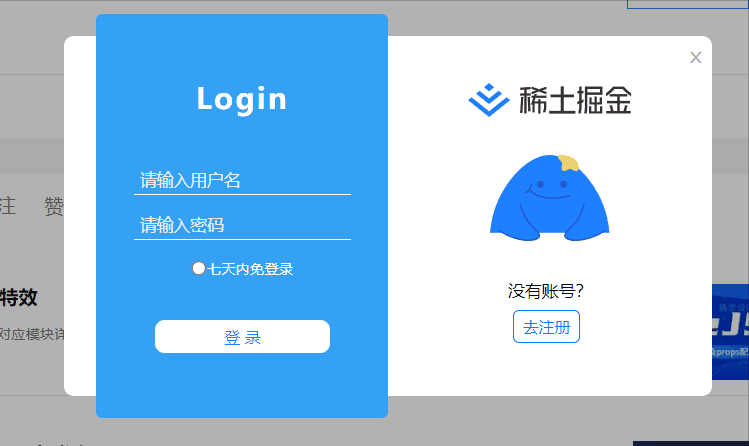 X
Login
稀土掘金
请输入用户名
请输入密码
七天内免登录
登 录
没有账号?
去注册
注 赞
特效
对应模块详
eJS
props配